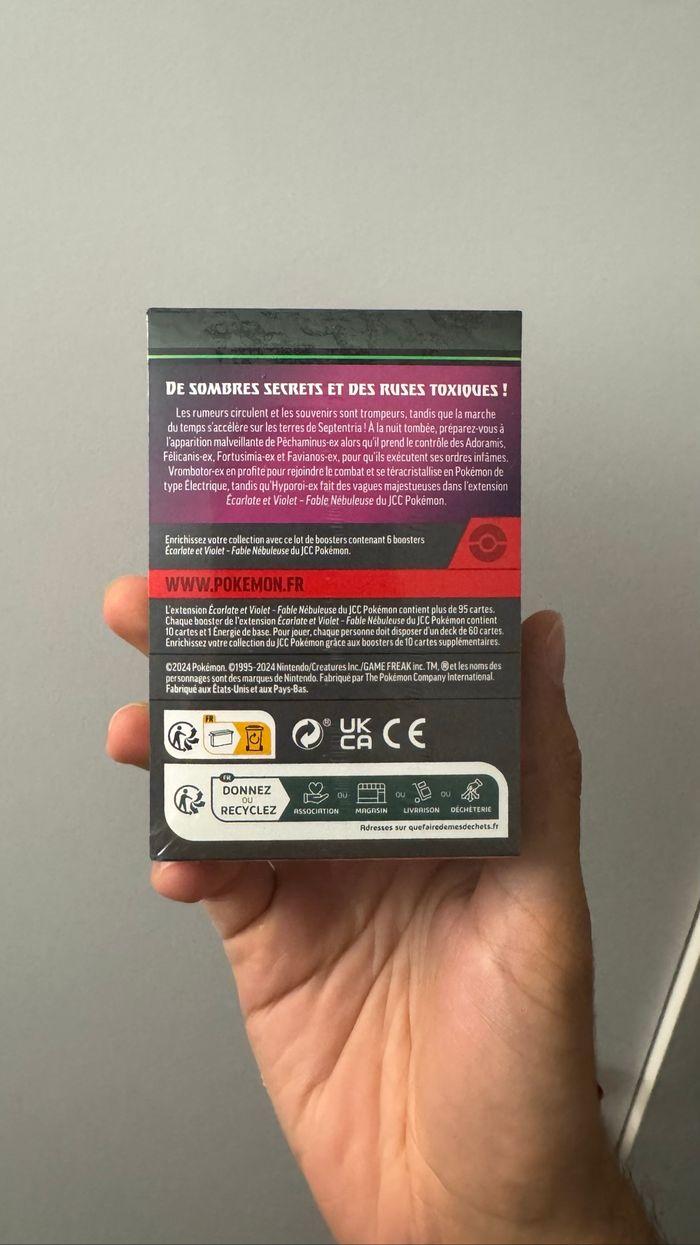 DE SOMBRES SECRETS ET DES RUSES TOXIQUES !
Les rumeurs circulent et les souvenirs sont trompeurs, tandis que la marche
du temps s'accélère sur les terres de Septentria ! À la nuit tombée, préparez-vous à
l'apparition malveillante de Pêchaminus-ex alors qu'il prend le contrôle des Adoramis,
Félicanis-ex, Fortusimia-ex et Favianos-ex, pour qu'ils exécutent ses ordres infâmes.
Vrombotor-ex en profite pour rejoindre le combat et se téracristallise en Pokémon de
type Électrique, tandis qu'Hyporoi-ex fait des vagues majestueuses dans l'extension
Écarlate et Violet – Fable Nébuleuse du JCC Pokémon.
Enrichissez votre collection avec ce lot de boosters contenant 6 boosters
Écarlate et Violet – Fable Nébuleuse du JCC Pokémon.
WWW.POKEMON.FR
L'extension Écarlate et Violet – Fable Nébuleuse du JCC Pokémon contient plus de 95 cartes.
Chaque booster de l'extension Écarlate et Violet – Fable Nébuleuse du JCC Pokémon contient
10 cartes et 1 Énergie de base. Pour jouer, chaque personne doit disposer d'un deck de 60 cartes.
Enrichissez votre collection du JCC Pokémon grâce aux boosters de 10 cartes supplémentaires.
©2024 Pokémon. ©1995-2024 Nintendo/Creatures Inc./GAME FREAK inc. TM, ® et les noms des
personnages sont des marques de Nintendo. Fabriqué par The Pokémon Company International.
Fabriqué aux États-Unis et aux Pays-Bas.
FR
® UK CA CE
FR
DONNEZ
OU
RECYCLEZ
ASSOCIATION OU MAGASIN OU LIVRAISON OU DÉCHÈTERIE
Adresses sur quefairedemesdechets.fr